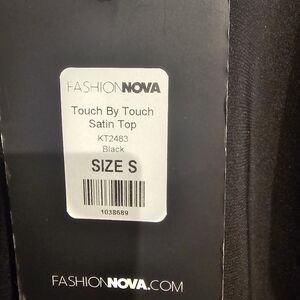 FASHIONNOVA
Touch By Touch
Satin Top
KT2483
Black
SIZE S
1038689
FASHIONNOVA.COM